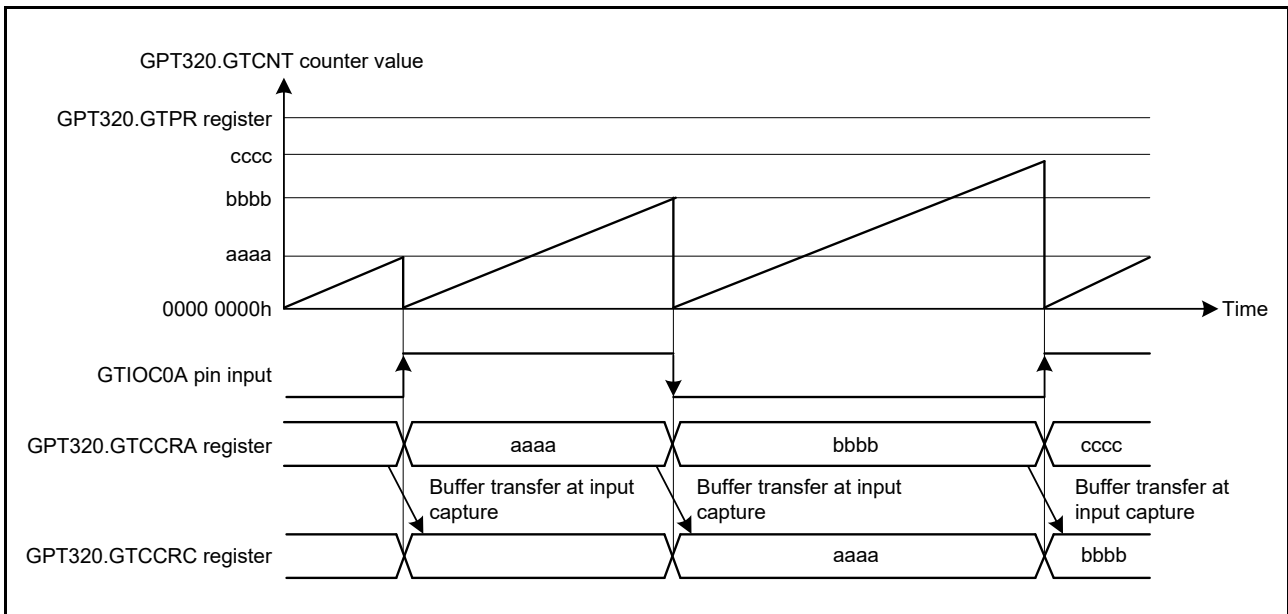 GPT320.GTCNT counter value
GPT320.GTPR register
cccc
bbbb
aaaa
0000 0000h
Time
GTIOC0A pin input
GPT320.GTCCRA register
aaaa
bbbb
cccc
Buffer transfer at input
capture
Buffer transfer at input
capture
Buffer transfer at
input capture
GPT320.GTCCRC register
aaaa
bbbb